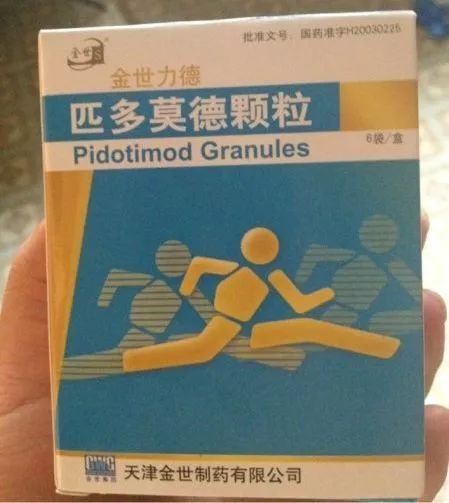 批准文号：国药准字H20030225
金世
金世力德
匹多莫德颗粒
Pidotimod Granules
6袋/盒
天津金世制药有限公司